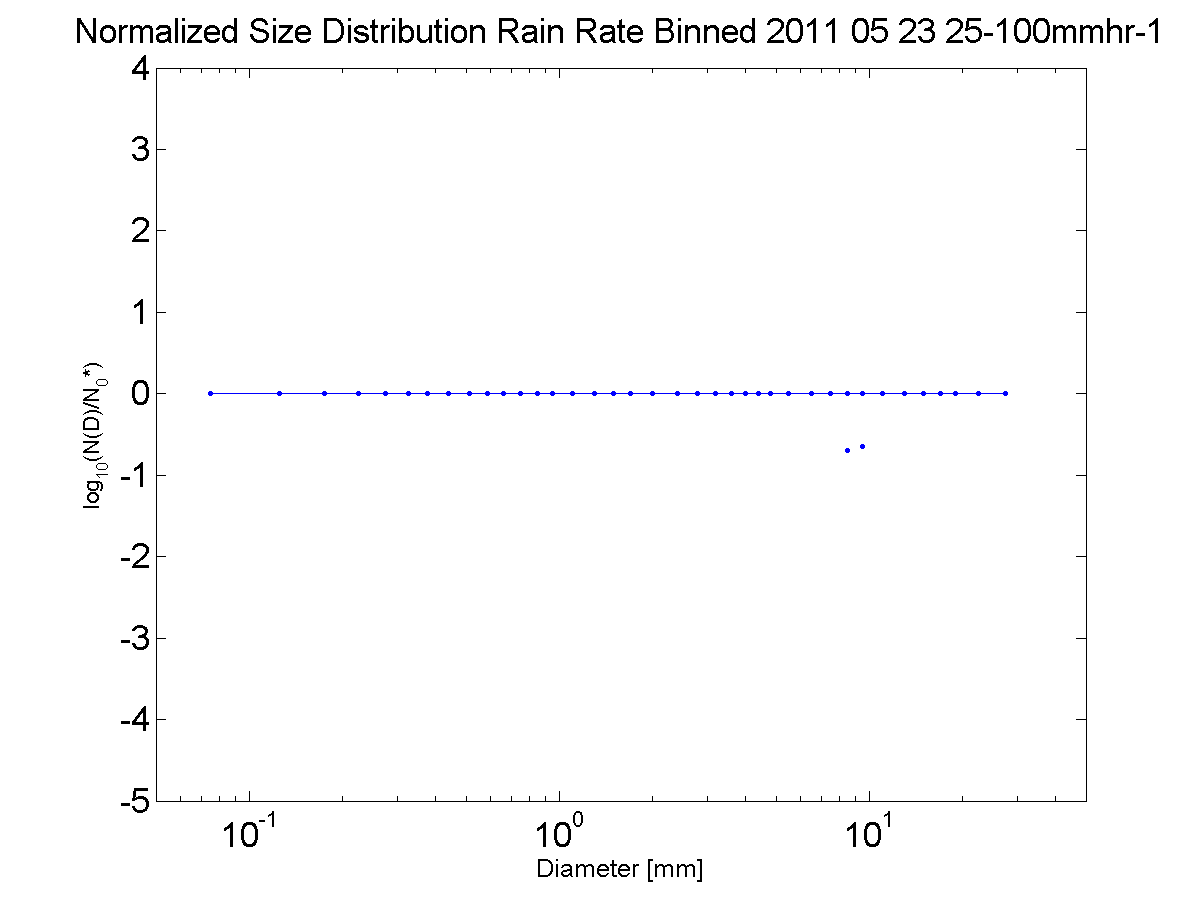 Normalized Size Distribution Rain Rate Binned 2011 05 23 25-100mmhr-1
4
3
2
1
0
-1
-2
-3
-4
-5
log₁₀(N(D)/N₀*)
10⁻¹ 10⁰ 10¹
Diameter [mm]